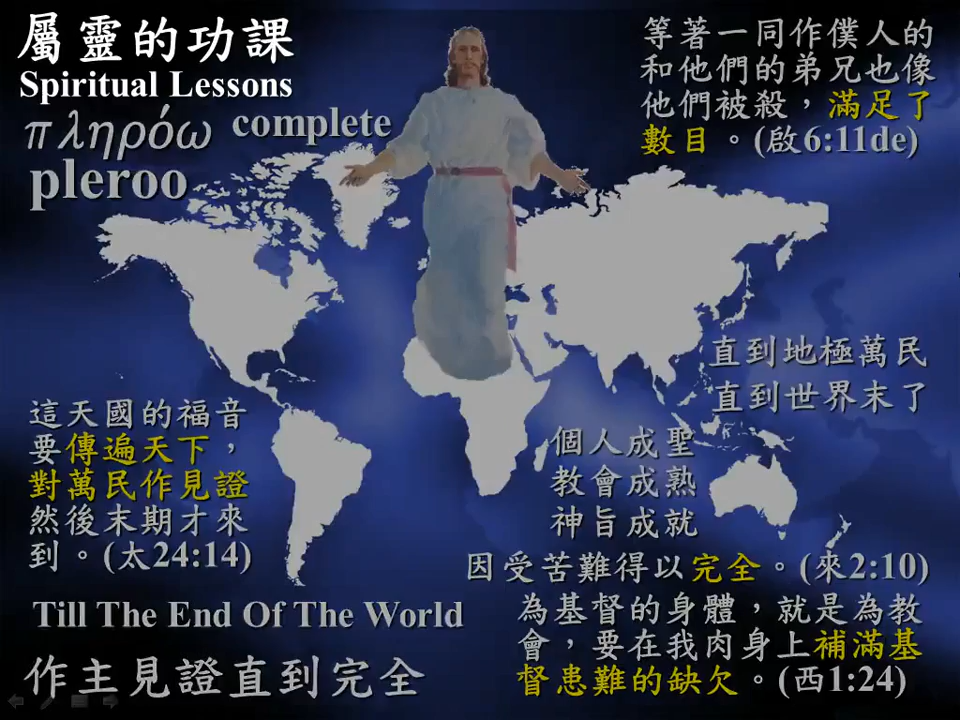 屬靈的功課
Spiritual Lessons
πληρόω complete
pleroo
等著一同作僕人的
和他們的弟兄也像
他們被殺，滿足了
數目。(啟6:11de)
直到地極萬民
直到世界末了
這天國的福音
要傳遍天下，
對萬民作見證
然後末期才來
到。(太24:14)
個人成聖
教會成熟
神旨成就
因受苦難得以完全。(來2:10)
Till The End Of The World
為基督的身體，就是為教
會，要在我肉身上補滿基
督患難的缺欠。(西1:24)
作主見證直到完全